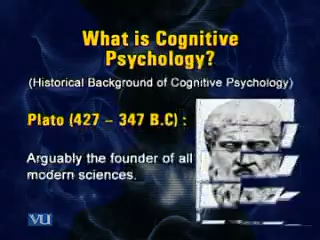 What is Cognitive
Psychology?
(Historical Background of Cognitive Psychology)
Plato (427 – 347 B.C) :
Arguably the founder of all
modern sciences.
VU